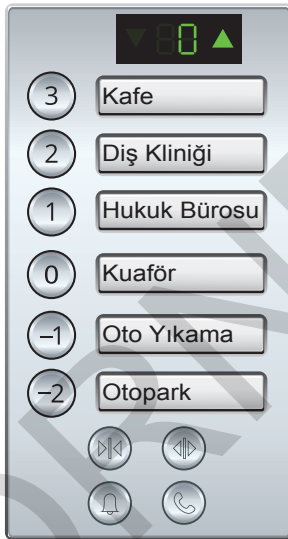 0
3 Kafe
2 Diş Kliniği
1 Hukuk Bürosu
0 Kuaför
−1 Oto Yıkama
−2 Otopark